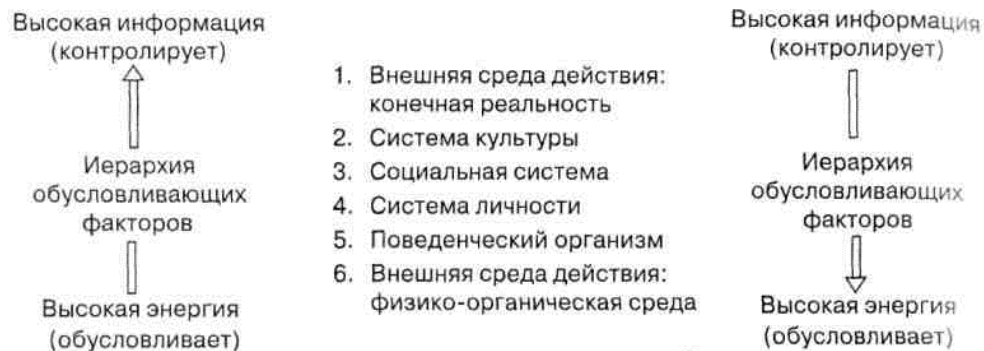 Высокая информация
(контролирует)
Иерархия
обусловливающих
факторов
Высокая энергия
(обусловливает)
1. Внешняя среда действия:
конечная реальность
2. Система культуры
3. Социальная система
4. Система личности
5. Поведенческий организм
6. Внешняя среда действия:
физико-органическая среда
Высокая информация
(контролирует)
Иерархия
обусловливающих
факторов
Высокая энергия
(обусловливает)